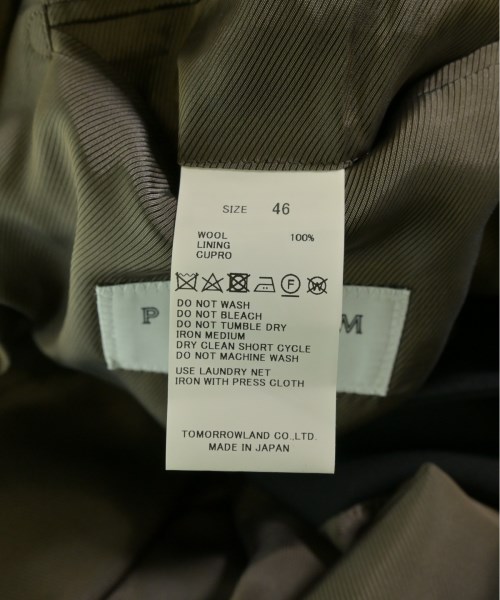 SIZE 46
WOOL 100%
LINING
CUPRO
DO NOT WASH
DO NOT BLEACH
DO NOT TUMBLE DRY
IRON MEDIUM
DRY CLEAN SHORT CYCLE
DO NOT MACHINE WASH
USE LAUNDRY NET
IRON WITH PRESS CLOTH
TOMORROWLAND CO.,LTD.
MADE IN JAPAN